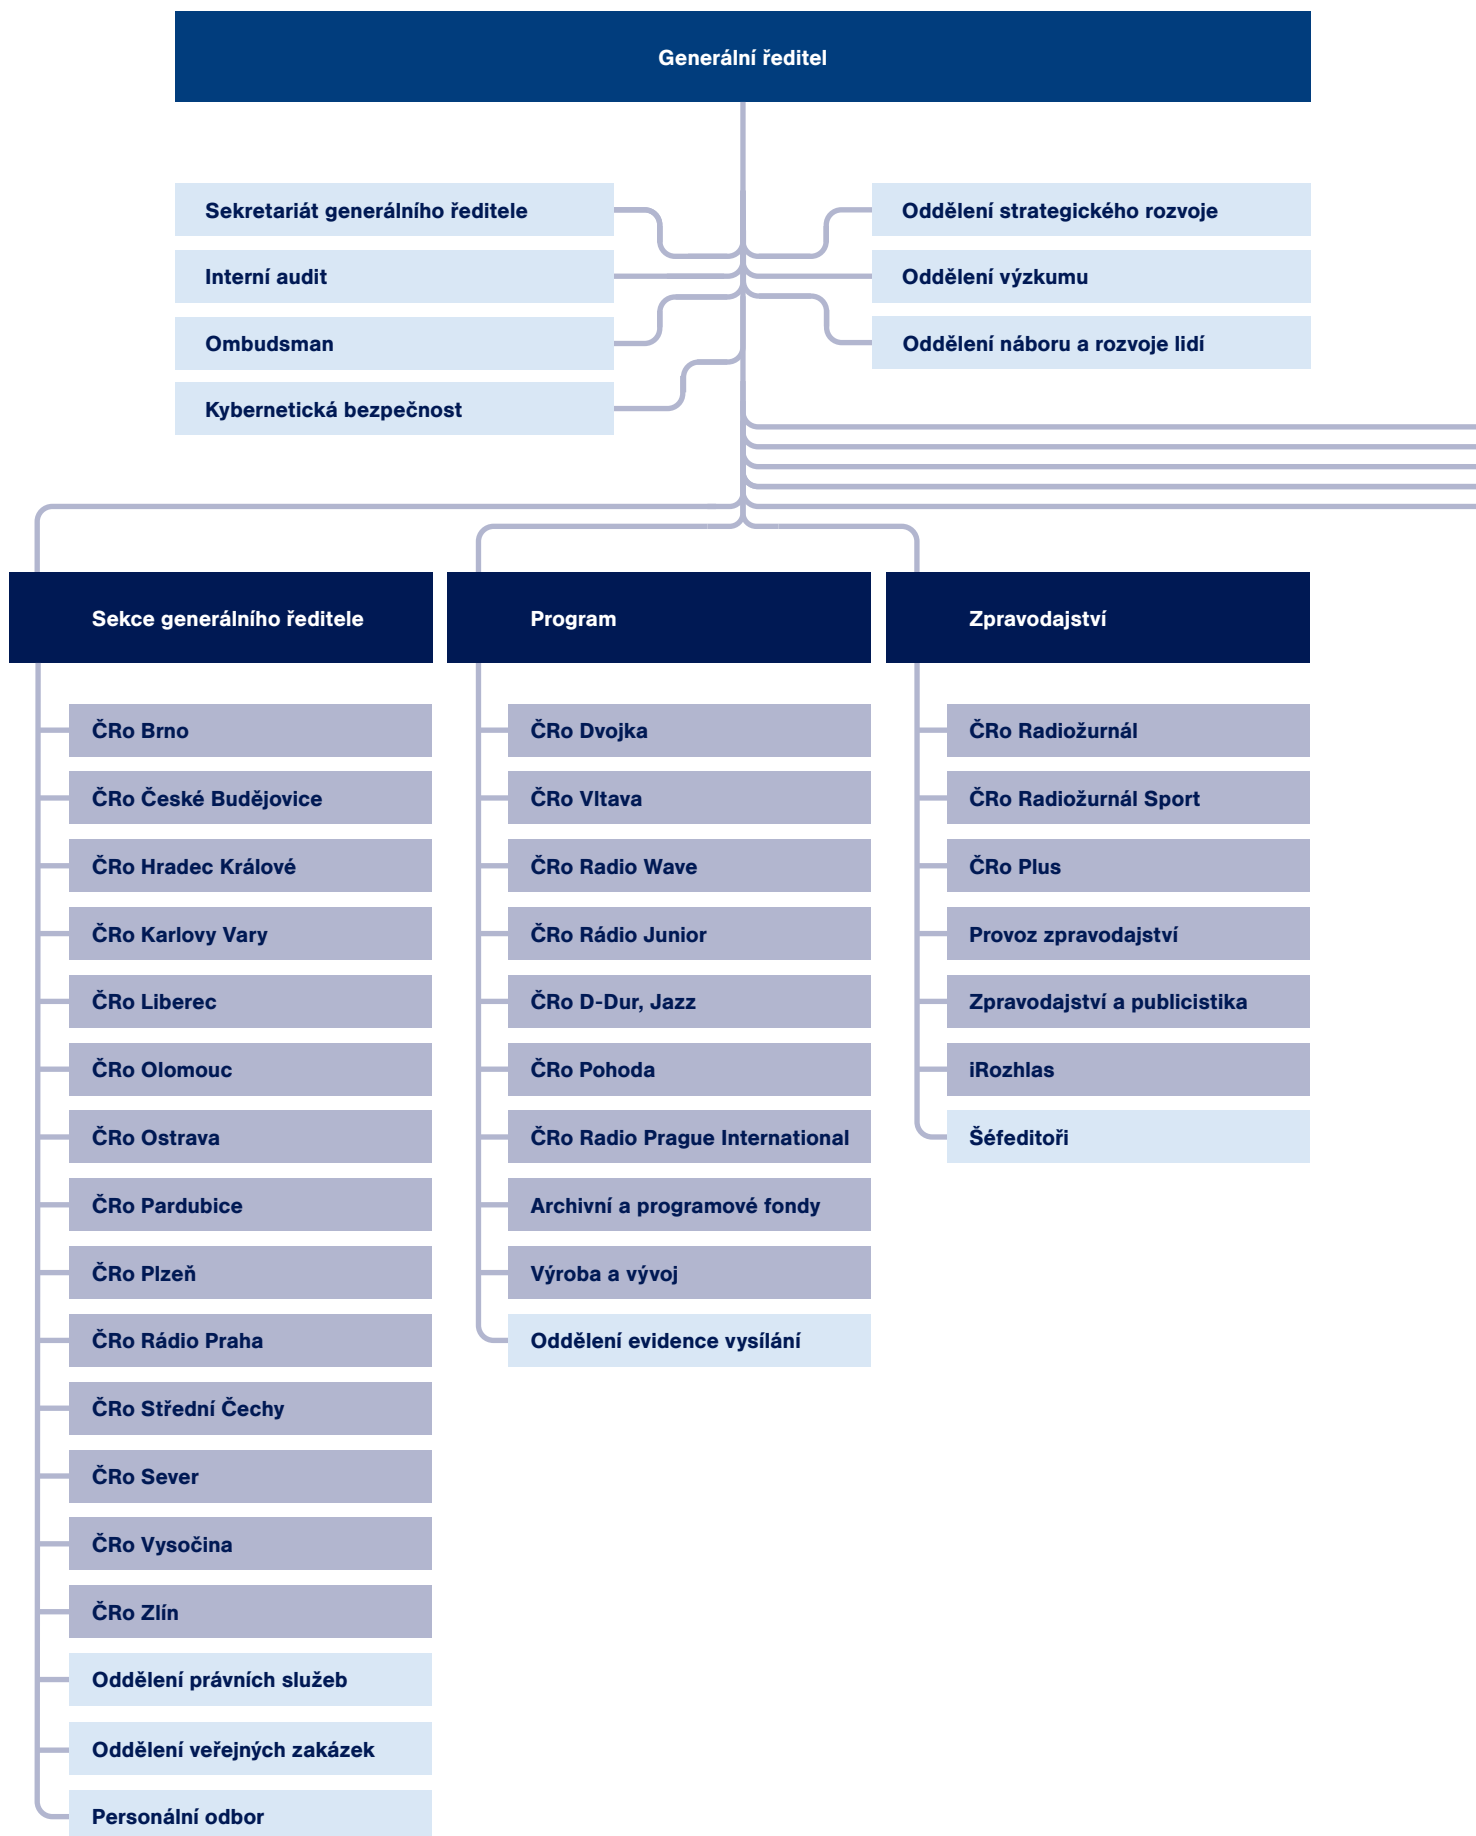 Generální ředitel
Sekretariát generálního ředitele
Interní audit
Ombudsman
Kybernetická bezpečnost
Oddělení strategického rozvoje
Oddělení výzkumu
Oddělení náboru a rozvoje lidí
Sekce generálního ředitele
ČRo Brno
ČRo České Budějovice
ČRo Hradec Králové
ČRo Karlovy Vary
ČRo Liberec
ČRo Olomouc
ČRo Ostrava
ČRo Pardubice
ČRo Plzeň
ČRo Rádio Praha
ČRo Střední Čechy
ČRo Sever
ČRo Vysočina
ČRo Zlín
Oddělení právních služeb
Oddělení veřejných zakázek
Personální odbor
Program
ČRo Dvojka
ČRo Vltava
ČRo Radio Wave
ČRo Rádio Junior
ČRo D-Dur, Jazz
ČRo Pohoda
ČRo Radio Prague International
Archivní a programové fondy
Výroba a vývoj
Oddělení evidence vysílání
Zpravodajství
ČRo Radiožurnál
ČRo Radiožurnál Sport
ČRo Plus
Provoz zpravodajství
Zpravodajství a publicistika
iRozhlas
Šéfeditoři